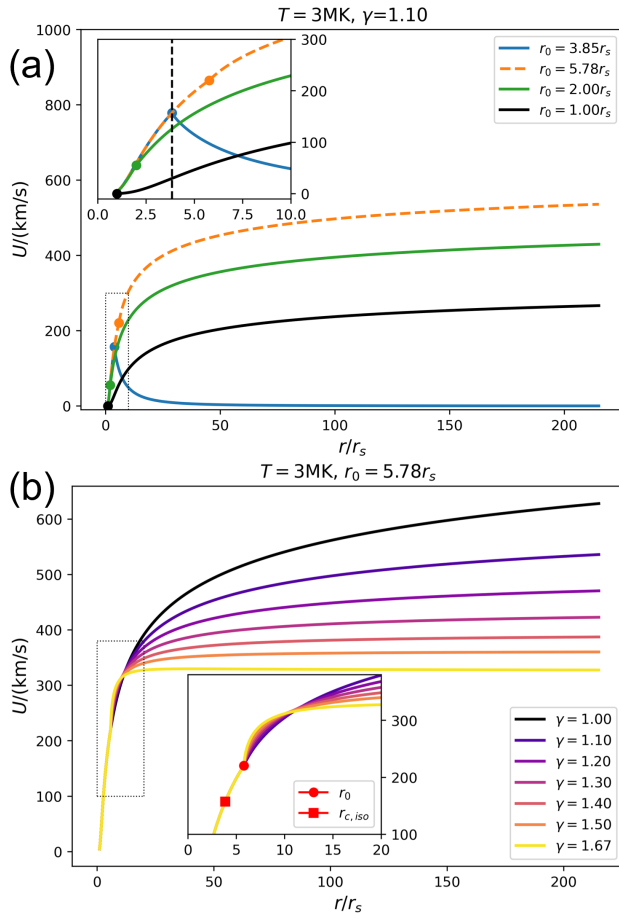 (a)
T = 3MK, γ=1.10
U/(km/s)
1000
800
600
400
200
0
0
50
100
150
200
r/r_s
r_0 = 3.85r_s
r_0 = 5.78r_s
r_0 = 2.00r_s
r_0 = 1.00r_s
300
200
100
0
0.0
2.5
5.0
7.5
10.0
(b)
T = 3MK, r_0 = 5.78r_s
U/(km/s)
600
500
400
300
200
100
0
0
50
100
150
200
r/r_s
300
200
100
0
5
10
15
20
r_0
r_{c, iso}
γ = 1.00
γ = 1.10
γ = 1.20
γ = 1.30
γ = 1.40
γ = 1.50
γ = 1.67